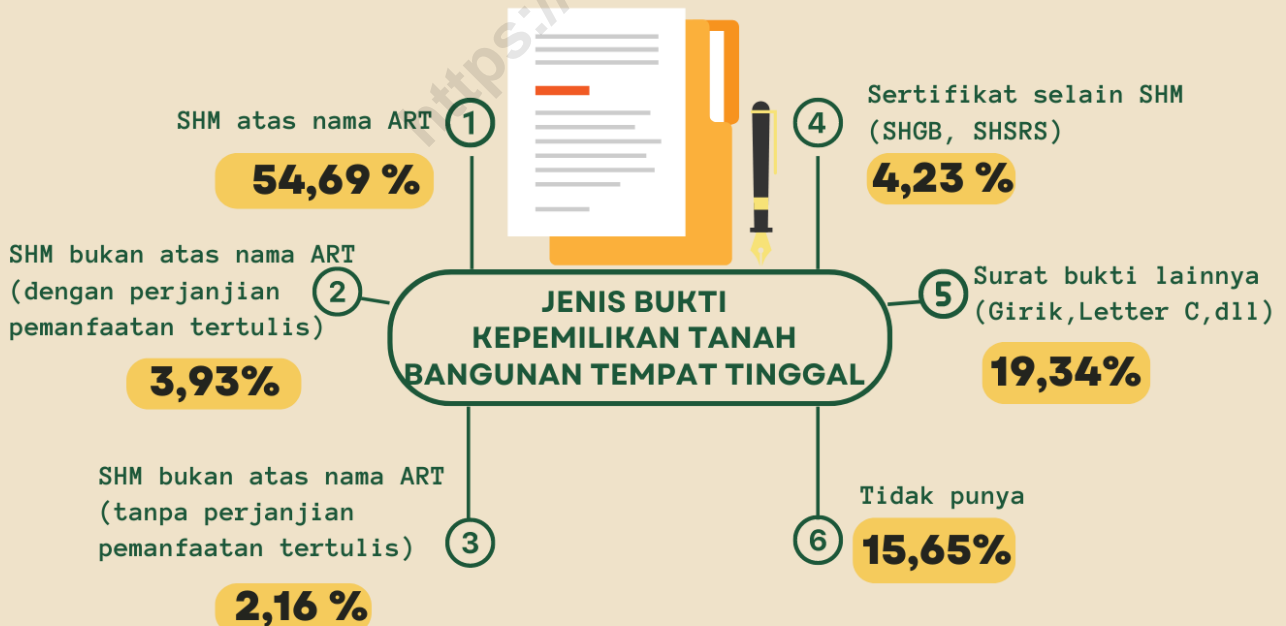 https://
SHM atas nama ART
1
54,69 %
SHM bukan atas nama ART
(dengan perjanjian
pemanfaatan tertulis)
2
3,93%
SHM bukan atas nama ART
(tanpa perjanjian
pemanfaatan tertulis)
3
2,16 %
JENIS BUKTI
KEPEMILIKAN TANAH
BANGUNAN TEMPAT TINGGAL
4
Sertifikat selain SHM
(SHGB, SHSRS)
4,23 %
5
Surat bukti lainnya
(Girik,Letter C,dll)
19,34%
6
Tidak punya
15,65%